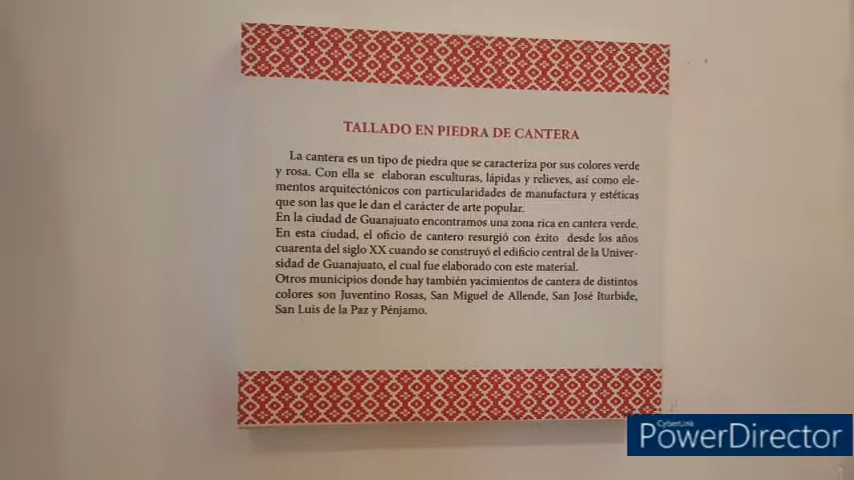 TALLADO EN PIEDRA DE CANTERA
La cantera es un tipo de piedra que se caracteriza por sus colores verde
y rosa. Con ella se elaboran esculturas, lápidas y relieves, así como ele-
mentos arquitectónicos con particularidades de manufactura y estéticas
que son las que le dan el carácter de arte popular.
En la ciudad de Guanajuato encontramos una zona rica en cantera verde.
En esta ciudad, el oficio de cantero resurgió con éxito desde los años
cuarenta del siglo XX cuando se construyó el edificio central de la Univer-
sidad de Guanajuato, el cual fue elaborado con este material.
Otros municipios donde hay también yacimientos de cantera de distintos
colores son Juventino Rosas, San Miguel de Allende, San José Iturbide,
San Luis de la Paz y Pénjamo.
CyberLink
PowerDirector